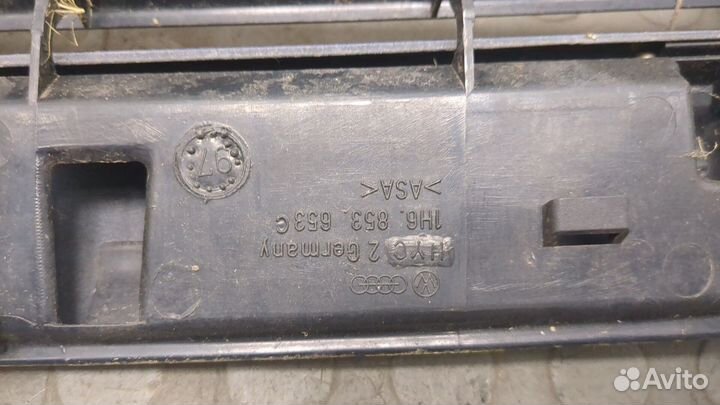 HYC 2 Germany
1H6. 853. 653 C
>ASA<
97
Avito